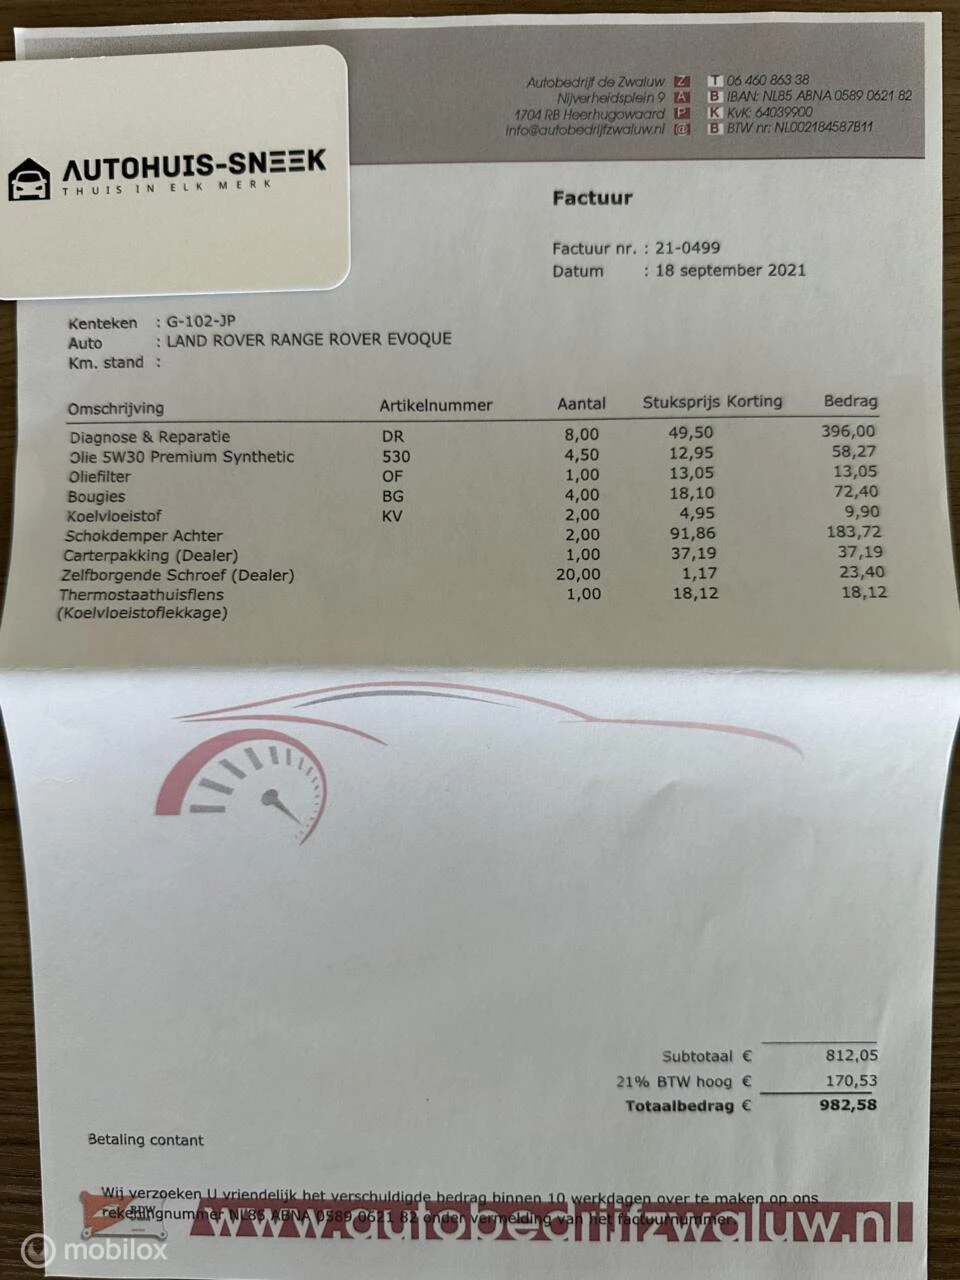 Autobedrijf de Zwaluw Z T 06 460 863 38
Nijverheidsplein 9 A B IBAN: NL85 ABNA 0589 0621 82
1704 RB Heerhugowaard P K KvK: 64039900
info@autobedrijfzwaluw.nl @ B BTW nr: NL002184587B11
AUTOHUIS-SNEEK
THUIS IN ELK MERK
Factuur
Factuur nr. : 21-0499
Datum : 18 september 2021
Kenteken : G-102-JP
Auto : LAND ROVER RANGE ROVER EVOQUE
Km. stand :
Omschrijving Artikelnummer Aantal Stuksprijs Korting Bedrag
Diagnose & Reparatie DR 8,00 49,50 396,00
Olie 5W30 Premium Synthetic 530 4,50 12,95 58,27
Oliefilter OF 1,00 13,05 13,05
Bougies BG 4,00 18,10 72,40
Koelvloeistof KV 2,00 4,95 9,90
Schokdemper Achter 2,00 91,86 183,72
Carterpakking (Dealer) 1,00 37,19 37,19
Zelfborgende Schroef (Dealer) 20,00 1,17 23,40
Thermostaathuisflens 1,00 18,12 18,12
(Koelvloeistoflekkage)
Subtotaal € 812,05
21% BTW hoog € 170,53
Totaalbedrag € 982,58
Betaling contant
Wij verzoeken U vriendelijk het verschuldigde bedrag binnen 10 werkdagen over te maken op ons
rekeningnummer NL85 ABNA 0589 0621 82 onder vermelding van het factuurnummer.
www.autobedrijfzwaluw.nl
mobilox